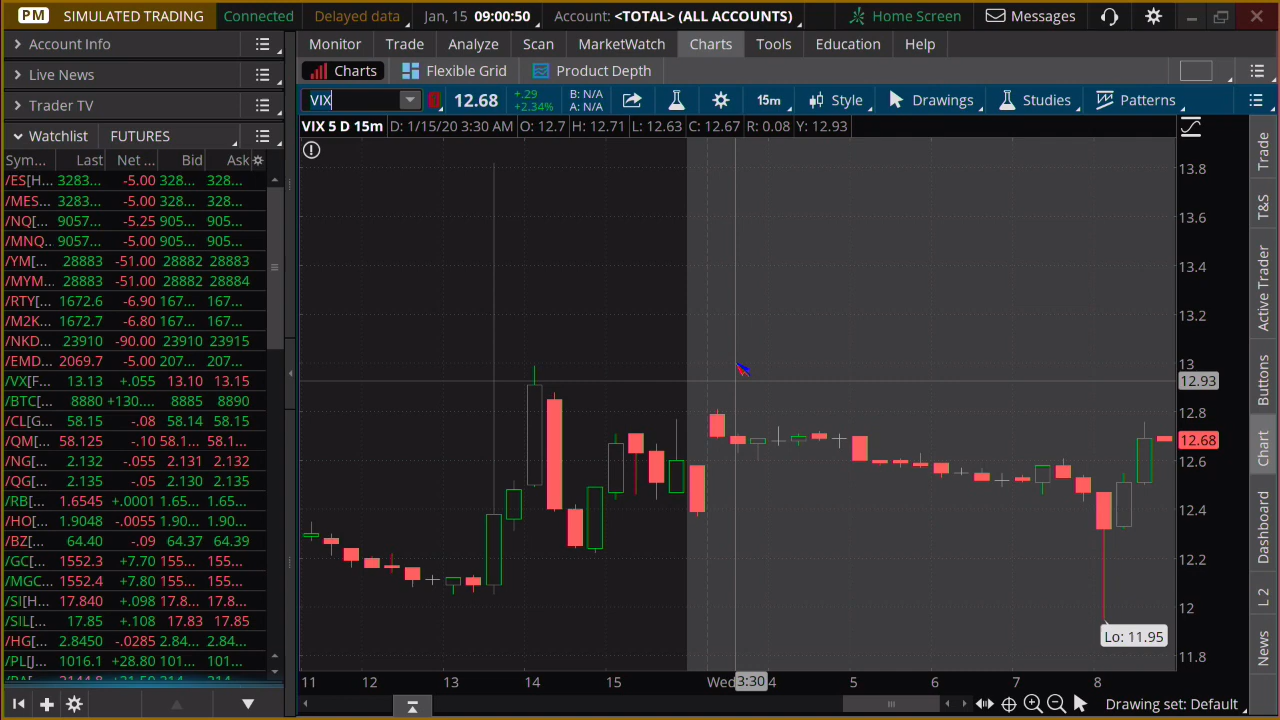 PM SIMULATED TRADING Connected Delayed data Jan, 15 09:00:50 Account: <TOTAL> (ALL ACCOUNTS) Home Screen Messages
Account Info
Live News
Trader TV
Watchlist FUTURES
Sym... Last Net ... Bid Ask
/ES[H... 3283... -5.00 328... 328...
/MES... 3283... -5.00 328... 328...
/NQ[... 9057... -5.25 905... 905...
/MNQ... 9057... -5.00 905... 905...
/YM[... 28883 -51.00 28882 28883
/MYM... 28883 -51.00 28882 28884
/RTY[... 1672.6 -6.90 167... 167...
/M2K... 1672.7 -6.80 167... 167...
/NKD... 23910 -90.00 23910 23915
/EMD... 2069.7 -5.00 207... 207...
/VX[F... 13.13 +.055 13.10 13.15
/BTC[... 8880 +130.... 8885 8890
/CL[G... 58.15 -.08 58.14 58.15
/QM[... 58.125 -.10 58.1... 58.1...
/NG[... 2.132 -.055 2.131 2.132
/QG[... 2.135 -.05 2.130 2.135
/RB[... 1.6545 +.0001 1.65... 1.65...
/HO[... 1.9048 -.0055 1.90... 1.90...
/BZ[... 64.40 -.09 64.37 64.39
/GC[... 1552.3 +7.70 155... 155...
/MGC... 1552.4 +7.80 155... 155...
/SI[H... 17.840 +.098 17.8... 17.8...
/SIL[... 17.85 +.108 17.83 17.85
/HG[... 2.8450 -.0285 2.84... 2.84...
/PL[J... 1016.1 +28.80 101... 101...
Monitor Trade Analyze Scan MarketWatch Charts Tools Education Help
Charts Flexible Grid Product Depth
VIX 12.68 +.29 +2.34% B: N/A A: N/A 15m Style Drawings Studies Patterns
VIX 5 D 15m D: 1/15/20 3:30 AM O: 12.7 H: 12.71 L: 12.63 C: 12.67 R: 0.08 Y: 12.93
13.8
13.6
13.4
13.2
13
12.93
12.8
12.68
12.6
12.4
12.2
12
Lo: 11.95
11.8
11 12 13 14 15 Wed 3:30 4 5 6 7 8
Drawing set: Default
Trade
T&S
Active Trader
Buttons
Chart
Dashboard
L 2
News